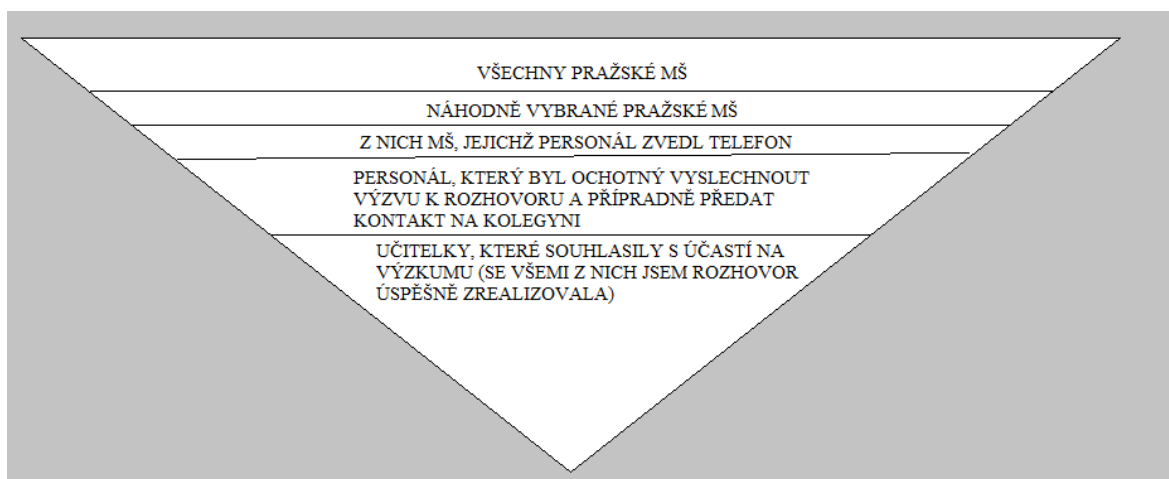 VŠECHNY PRAŽSKÉ MŠ
NÁHODNĚ VYBRANÉ PRAŽSKÉ MŠ
Z NICH MŠ, JEJICHŽ PERSONÁL ZVEDL TELEFON
PERSONÁL, KTERÝ BYL OCHOTNÝ VYSLECHNOUT
VÝZVU K ROZHOVORU A PŘÍPRADNĚ PŘEDAT
KONTAKT NA KOLEGYNI
UČITELKY, KTERÉ SOUHLASILY S ÚČASTÍ NA
VÝZKUMU (SE VŠEMI Z NICH JSEM ROZHOVOR
ÚSPĚŠNĚ ZREALIZOVALA)